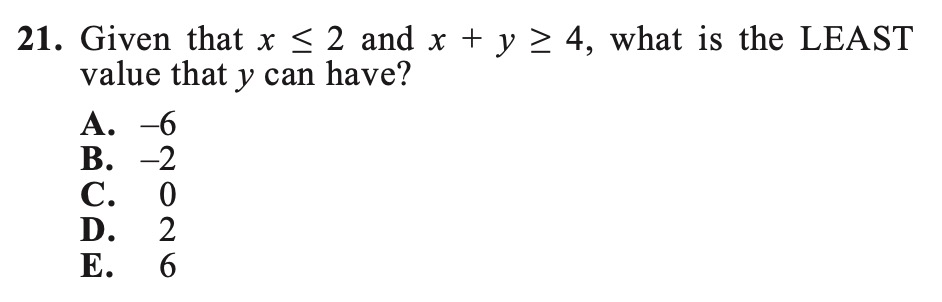 21. Given that x ≤ 2 and x + y ≥ 4, what is the LEAST
value that y can have?
A. –6
B. –2
C. 0
D. 2
E. 6